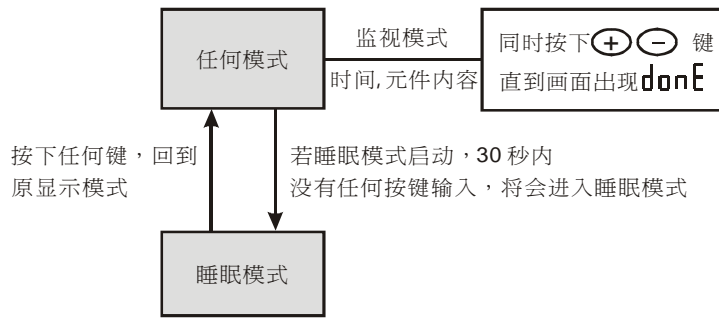 任何模式
监视模式
时间,元件内容
同时按下⊕⊖ 键
直到画面出现donE
按下任何键，回到
原显示模式
若睡眠模式启动，30 秒内
没有任何按键输入，将会进入睡眠模式
睡眠模式